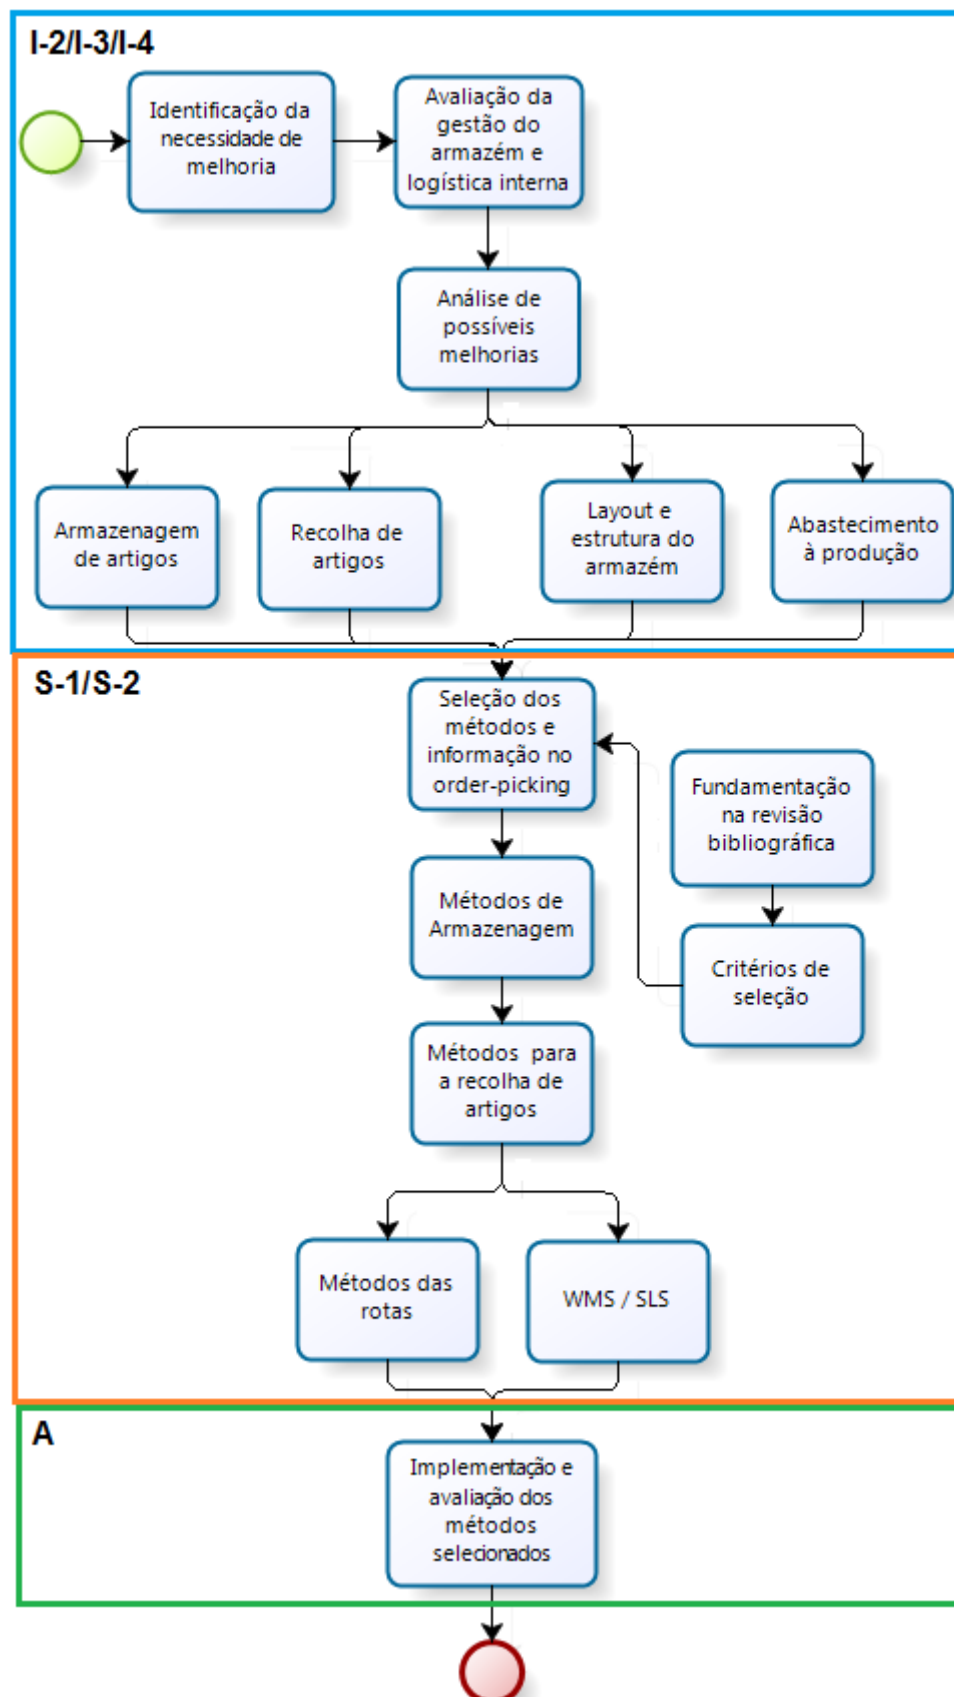 I-2/I-3/I-4
Identificação da
necessidade de
melhoria
Avaliação da
gestão do
armazém e
logística interna
Análise de
possíveis
melhorias
Armazenagem
de artigos
Recolha de
artigos
Layout e
estrutura do
armazém
Abastecimento
à produção
S-1/S-2
Seleção dos
métodos e
informação no
order-picking
Fundamentação
na revisão
bibliográfica
Métodos de
Armazenagem
Critérios de
seleção
Métodos para
a recolha de
artigos
Métodos das
rotas
WMS / SLS
A
Implementação e
avaliação dos
métodos
selecionados